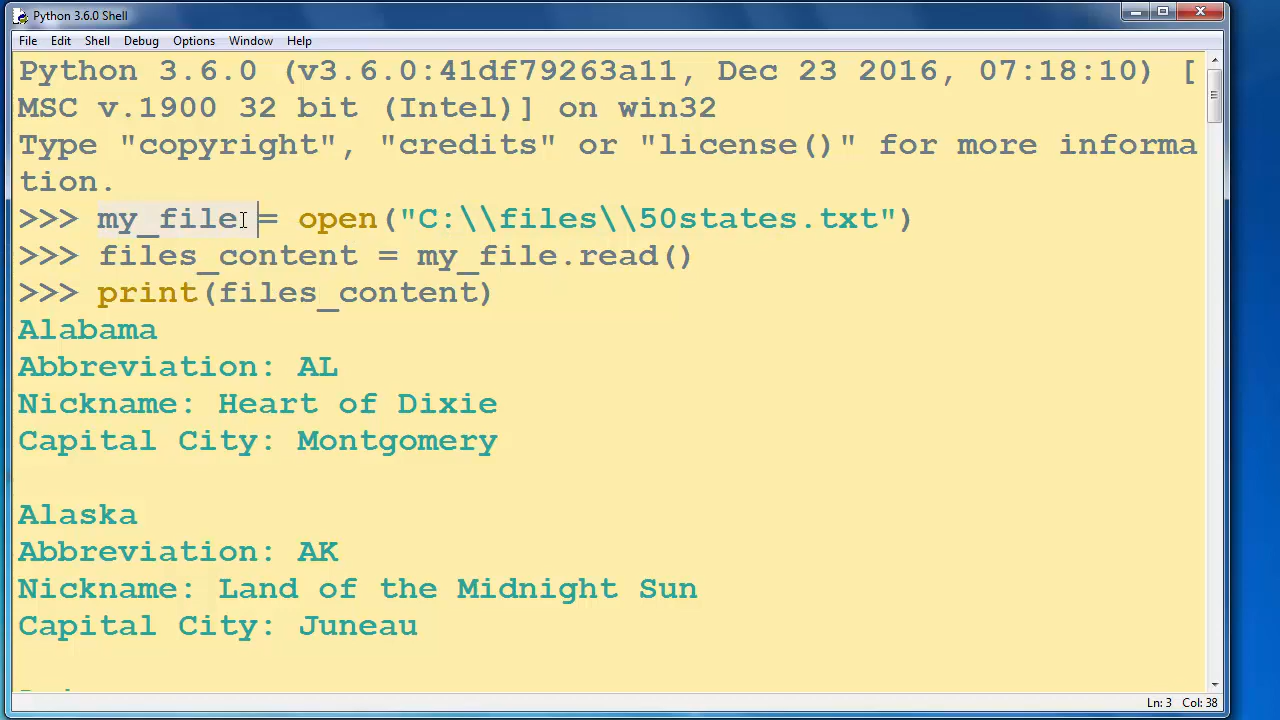 Python 3.6.0 Shell
File Edit Shell Debug Options Window Help
Python 3.6.0 (v3.6.0:41df79263a11, Dec 23 2016, 07:18:10) [
MSC v.1900 32 bit (Intel)] on win32
Type "copyright", "credits" or "license()" for more informa
tion.
>>> my_file = open("C:\\files\\50states.txt")
>>> files_content = my_file.read()
>>> print(files_content)
Alabama
Abbreviation: AL
Nickname: Heart of Dixie
Capital City: Montgomery
Alaska
Abbreviation: AK
Nickname: Land of the Midnight Sun
Capital City: Juneau
Ln: 3 Col: 38